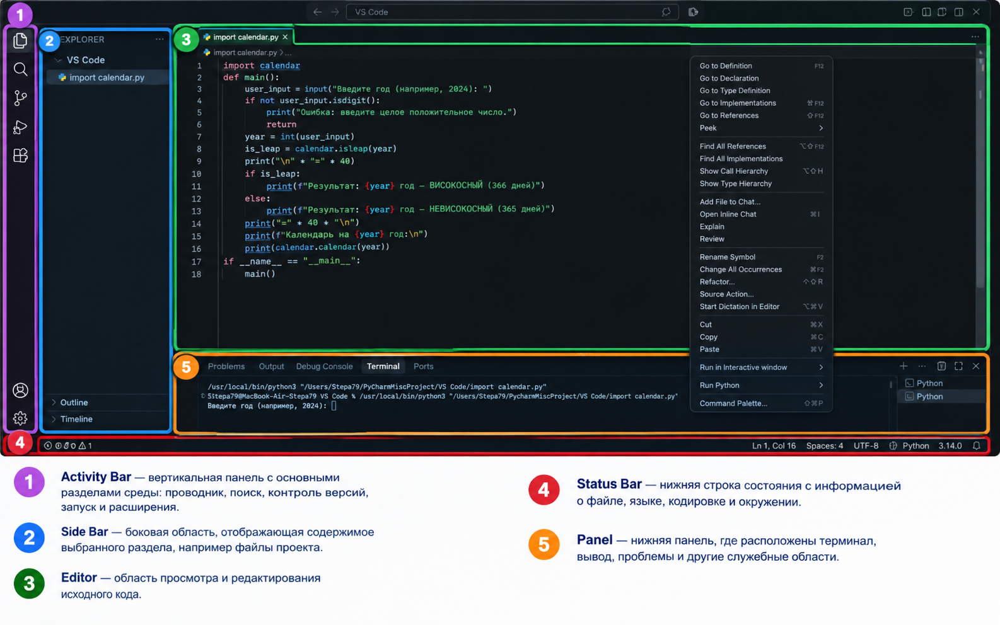 1
VS Code
2
EXPLORER
VS Code
import calendar.py
Outline
Timeline
3
import calendar.py
import calendar.py
1 import calendar
2 def main():
3 user_input = input("Введите год (например, 2024): ")
4 if not user_input.isdigit():
5 print("Ошибка: введите целое положительное число.")
6 return
7 year = int(user_input)
8 is_leap = calendar.isleap(year)
9 print("\n" * "=" * 40)
10 if is_leap:
11 print(f"Результат: {year} год — ВИСОКОСНЫЙ (366 дней)")
12 else:
13 print(f"Результат: {year} год — НЕВИСОКОСНЫЙ (365 дней)")
14 print("=" * 40 * "\n")
15 print(f"Календарь на {year} год:\n")
16 print(calendar.calendar(year))
17 if __name__ == "__main__":
18 main()
Go to Definition F12
Go to Declaration
Go to Type Definition
Go to Implementations ⌘ F12
Go to References ⇧ F12
Peek
Find All References ⌥⇧F12
Find All Implementations
Show Call Hierarchy ⌥⇧H
Show Type Hierarchy
Add File to Chat...
Open Inline Chat ⌘I
Explain
Review
Rename Symbol F2
Change All Occurrences ⌘F2
Refactor... ⌃⇧R
Source Action...
Start Dictation in Editor ⌥⌘V
Cut ⌘X
Copy ⌘C
Paste ⌘V
Run in Interactive window
Run Python
Command Palette... ⇧⌘P
5
Problems Output Debug Console Terminal Ports
/usr/local/bin/python3 "/Users/Stepa79/PyCharmMiscProject/VS Code/import calendar.py"
VS Code % /usr/local/bin/python3 "/Users/Stepa79/PycharmMiscProject/VS Code/import calendar.py"
Введите год (например, 2024):
Python
Python
4
1
Ln 1, Col 16 Spaces: 4 UTF-8 Python 3.14.0
1 Activity Bar — вертикальная панель с основными
разделами среды: проводник, поиск, контроль версий,
запуск и расширения.
2 Side Bar — боковая область, отображающая содержимое
выбранного раздела, например файлы проекта.
3 Editor — область просмотра и редактирования
исходного кода.
4 Status Bar — нижняя строка состояния с информацией
о файле, языке, кодировке и окружении.
5 Panel — нижняя панель, где расположены терминал,
вывод, проблемы и другие служебные области.